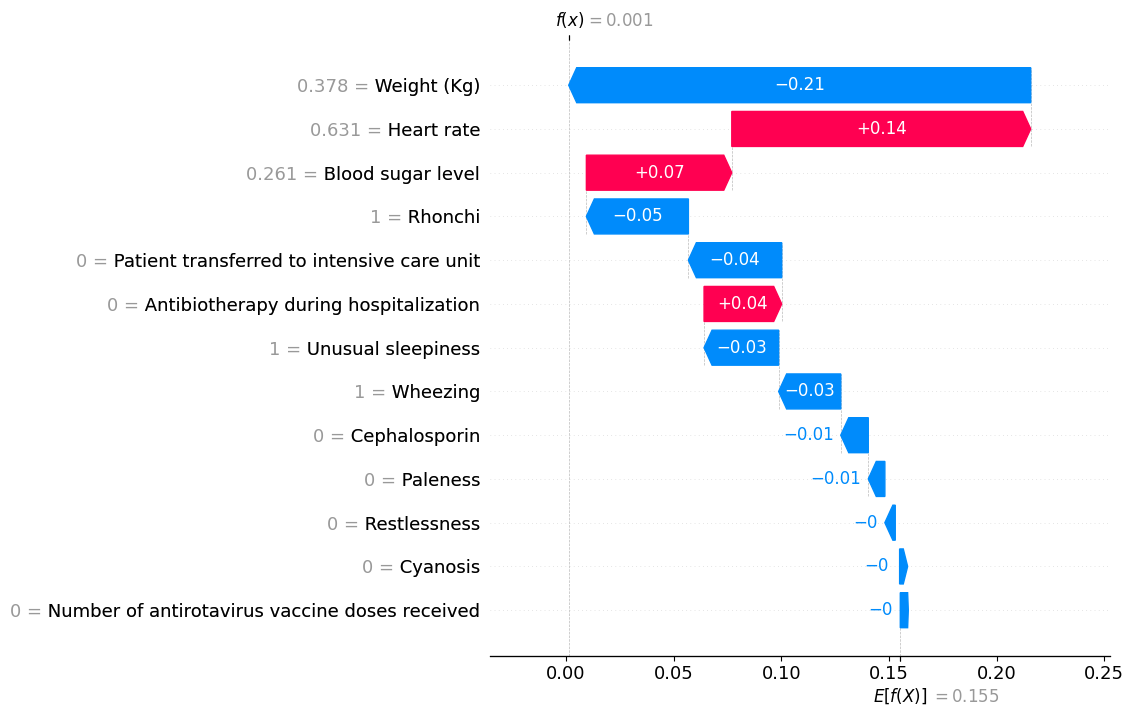 f(x) = 0.001
0.378 = Weight (Kg)
−0.21
0.631 = Heart rate
+0.14
0.261 = Blood sugar level
+0.07
1 = Rhonchi
−0.05
0 = Patient transferred to intensive care unit
−0.04
0 = Antibiotherapy during hospitalization
+0.04
1 = Unusual sleepiness
−0.03
1 = Wheezing
−0.03
0 = Cephalosporin
−0.01
0 = Paleness
−0.01
0 = Restlessness
−0
0 = Cyanosis
−0
0 = Number of antirotavirus vaccine doses received
−0
0.00 0.05 0.10 0.15 0.20 0.25
E[f(X)] = 0.155